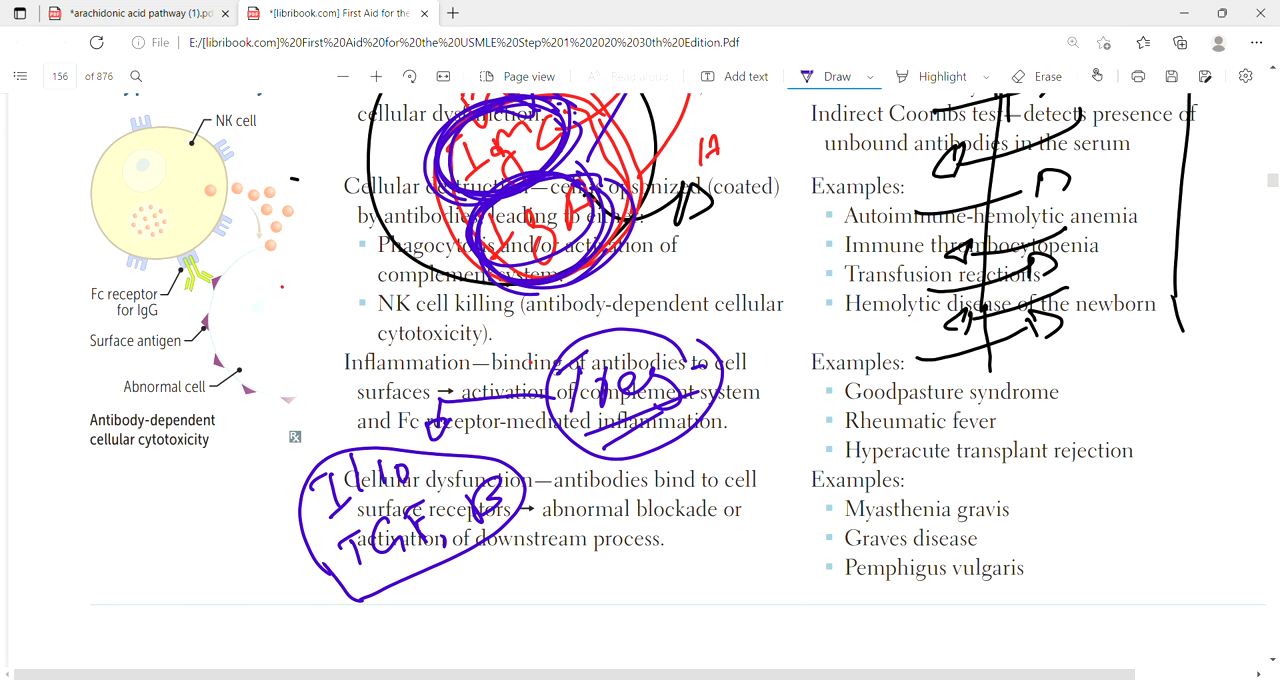 *arachidonic acid pathway (1).pd
*[libribook.com] First Aid for the
File E:/[libribook.com]%20First%20Aid%20for%20the%20USMLE%20Step%201%202020%2030th%20Edition.Pdf
156 of 876
Page view
Read aloud
Add text
Draw
Highlight
Erase
NK cell
Fc receptor
for IgG
Surface antigen
Abnormal cell
Antibody-dependent
cellular cytotoxicity
cellular dysfunction.
Cellular destruction—cell is opsonized (coated)
by antibodies, leading to either:
Phagocytosis and/or activation of
complement system.
NK cell killing (antibody-dependent cellular
cytotoxicity).
Inflammation—binding of antibodies to cell
surfaces → activation of complement system
and Fc receptor-mediated inflammation.
Cellular dysfunction—antibodies bind to cell
surface receptors → abnormal blockade or
activation of downstream process.
Indirect Coombs test—detects presence of
unbound antibodies in the serum
Examples:
Autoimmune-hemolytic anemia
Immune thrombocytopenia
Transfusion reactions
Hemolytic disease of the newborn
Examples:
Goodpasture syndrome
Rheumatic fever
Hyperacute transplant rejection
Examples:
Myasthenia gravis
Graves disease
Pemphigus vulgaris
Treg
IL10
TGF, B